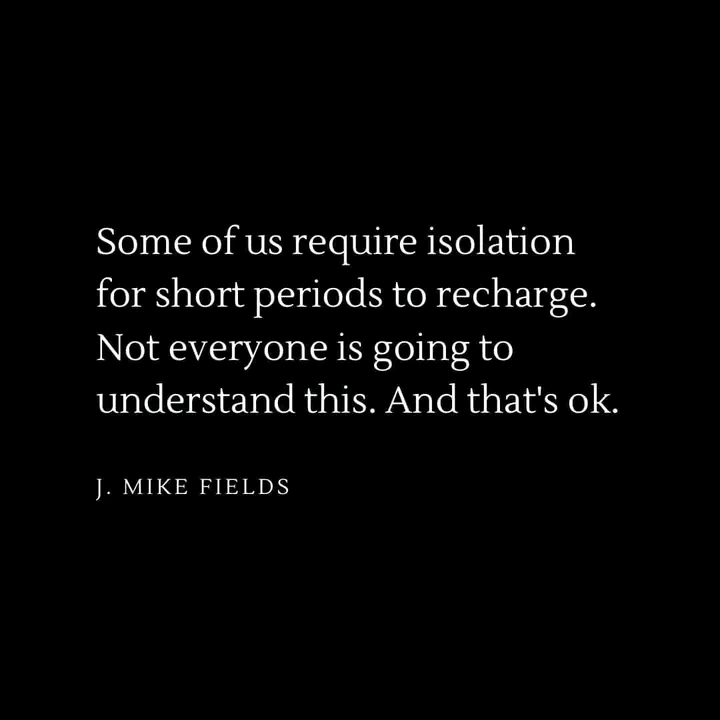 Some of us require isolation
for short periods to recharge.
Not everyone is going to
understand this. And that's ok.
J. MIKE FIELDS